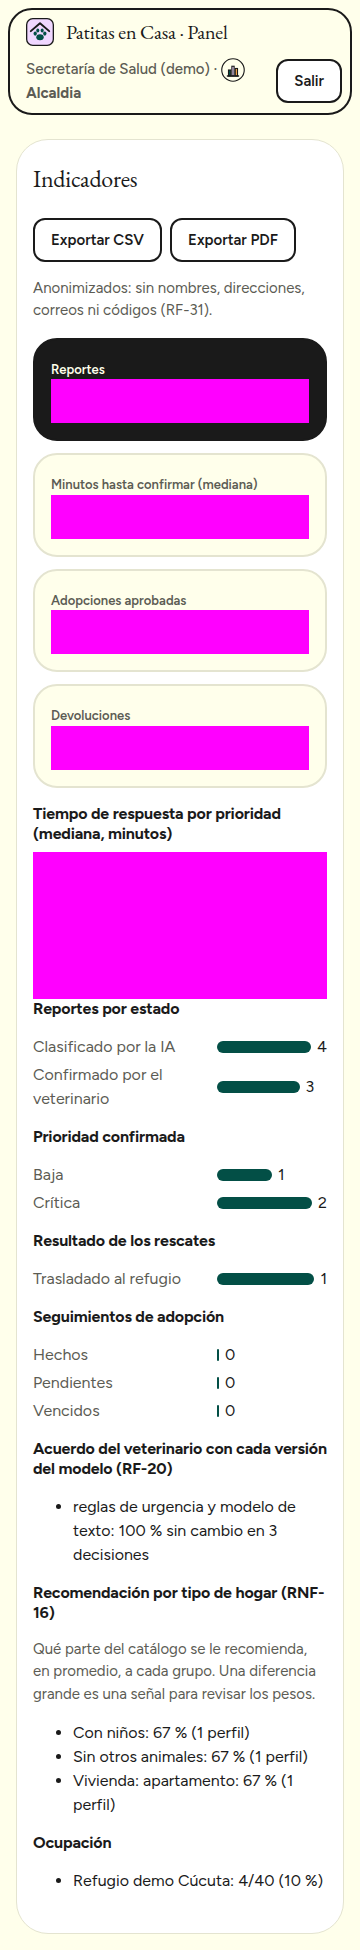 Patitas en Casa · Panel
Secretaría de Salud (demo) ·
Alcaldia
Salir
Indicadores
Exportar CSV
Exportar PDF
Anonimizados: sin nombres, direcciones,
correos ni códigos (RF-31).
Reportes
Minutos hasta confirmar (mediana)
Adopciones aprobadas
Devoluciones
Tiempo de respuesta por prioridad
(mediana, minutos)
Reportes por estado
Clasificado por la IA 4
Confirmado por el
veterinario 3
Prioridad confirmada
Baja 1
Crítica 2
Resultado de los rescates
Trasladado al refugio 1
Seguimientos de adopción
Hechos 0
Pendientes 0
Vencidos 0
Acuerdo del veterinario con cada versión
del modelo (RF-20)
• reglas de urgencia y modelo de
texto: 100 % sin cambio en 3
decisiones
Recomendación por tipo de hogar (RNF-
16)
Qué parte del catálogo se le recomienda,
en promedio, a cada grupo. Una diferencia
grande es una señal para revisar los pesos.
• Con niños: 67 % (1 perfil)
• Sin otros animales: 67 % (1 perfil)
• Vivienda: apartamento: 67 % (1
perfil)
Ocupación
• Refugio demo Cúcuta: 4/40 (10 %)